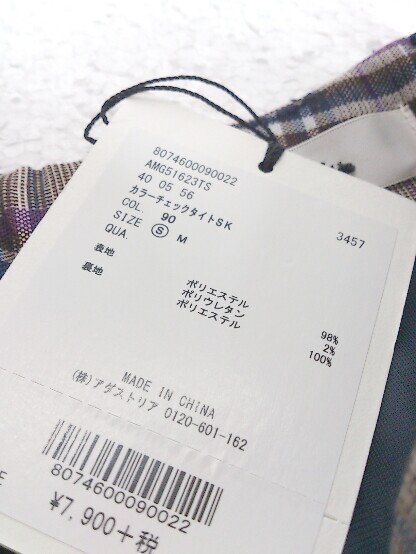 8074600090022
AMG51623TS
40 05 56
カラーチェックタイトSK
3457
COL. 90
SIZE Ⓢ M
QUA.
表地 ポリエステル 98%
ポリウレタン 2%
裏地 ポリエステル 100%
MADE IN CHINA
(株)アダストリア 0120-601-162
8074600090022
¥7,900+税